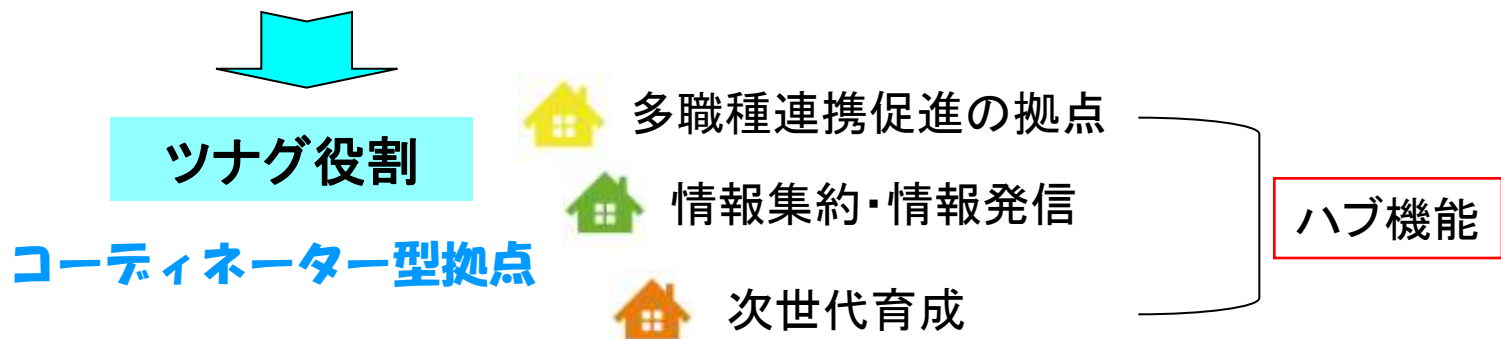 ツナグ役割
コーディネーター型拠点
多職種連携促進の拠点
情報集約・情報発信
次世代育成
ハブ機能